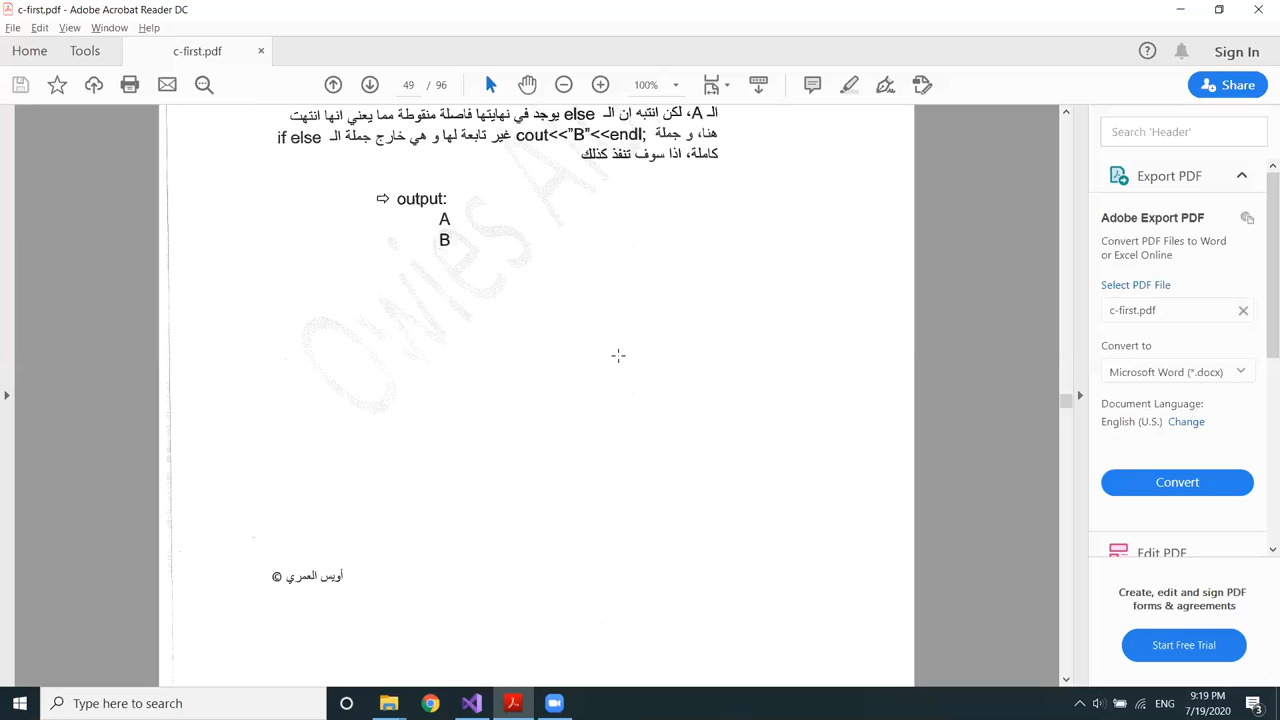 c-first.pdf - Adobe Acrobat Reader DC
File Edit View Window Help
Home Tools c-first.pdf × Sign In
49 / 96 100% Share
الـ A، لكن انتبه ان الـ else يوجد في نهايتها فاصلة منقوطة مما يعني انها انتهت
هنا، و جملة cout<<"B"<<endl; غير تابعة لها و هي خارج جملة الـ if else
كاملة، اذا سوف تنفذ كذلك
⇨ output:
A
B
Owies A
أويس العمري ©
Search 'Header'
Export PDF
Adobe Export PDF
Convert PDF Files to Word
or Excel Online
Select PDF File
c-first.pdf
Convert to
Microsoft Word (*.docx)
Document Language:
English (U.S.) Change
Convert
Edit PDF
Create, edit and sign PDF
forms & agreements
Start Free Trial
Type here to search
ENG
9:19 PM
7/19/2020
3